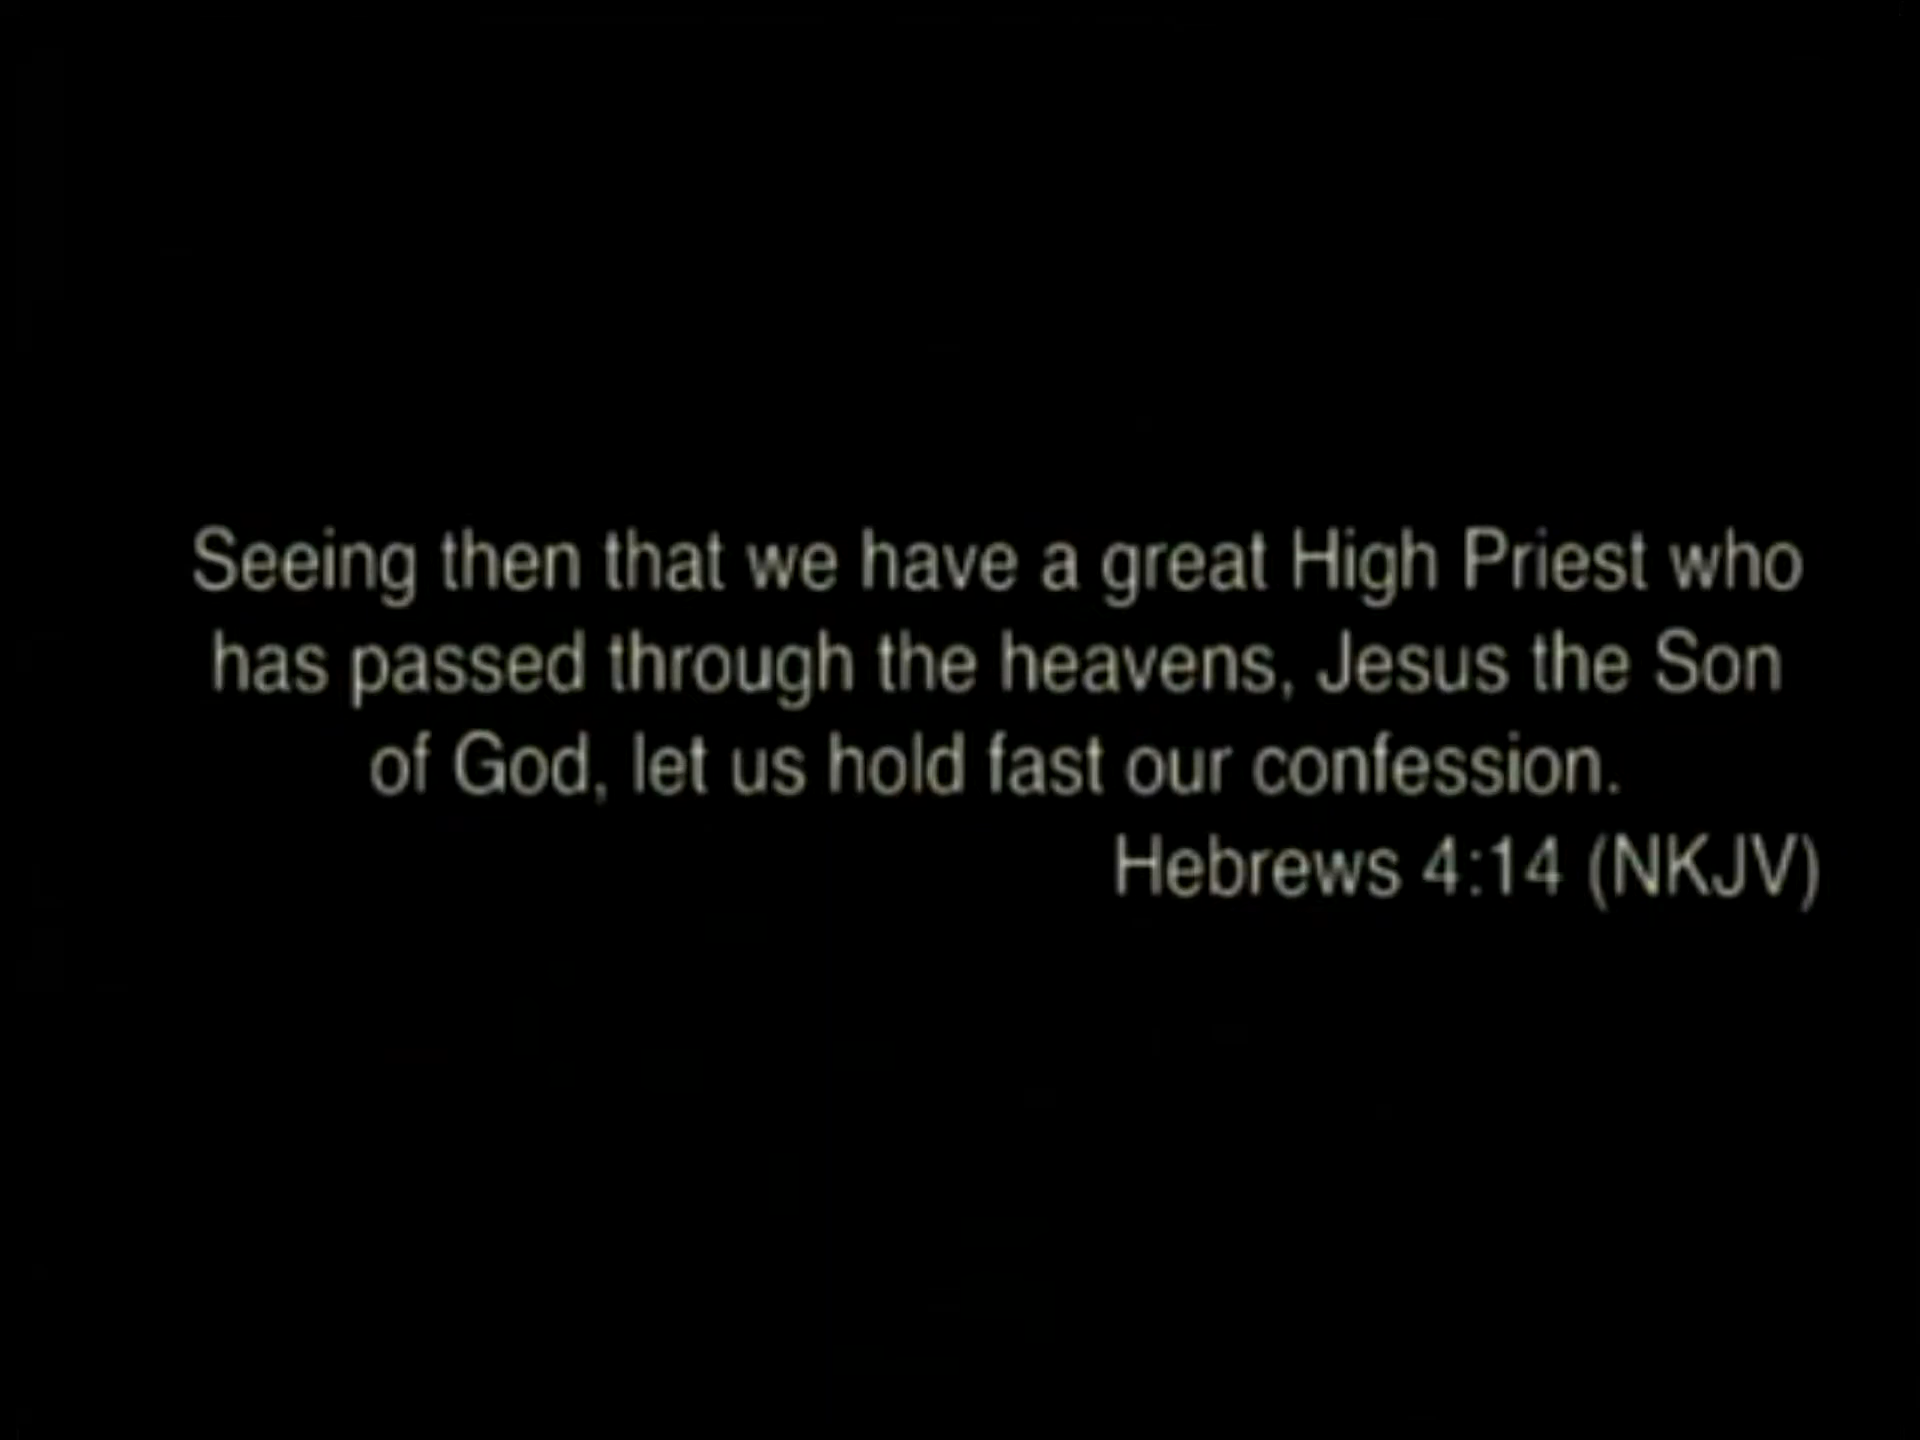 Seeing then that we have a great High Priest who
has passed through the heavens, Jesus the Son
of God, let us hold fast our confession.
Hebrews 4:14 (NKJV)